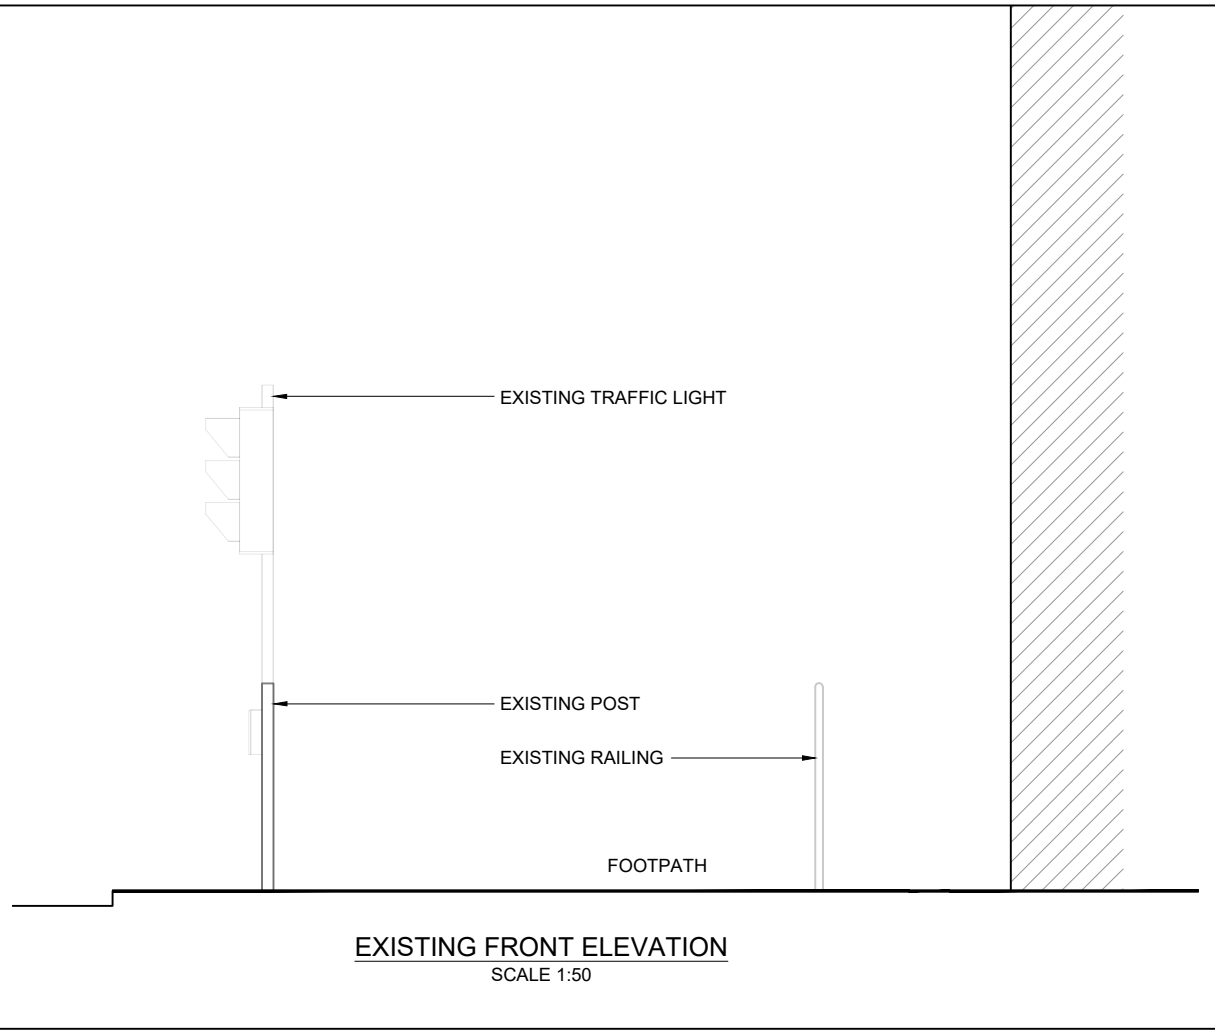 EXISTING TRAFFIC LIGHT
EXISTING POST
EXISTING RAILING
FOOTPATH
EXISTING FRONT ELEVATION
SCALE 1:50